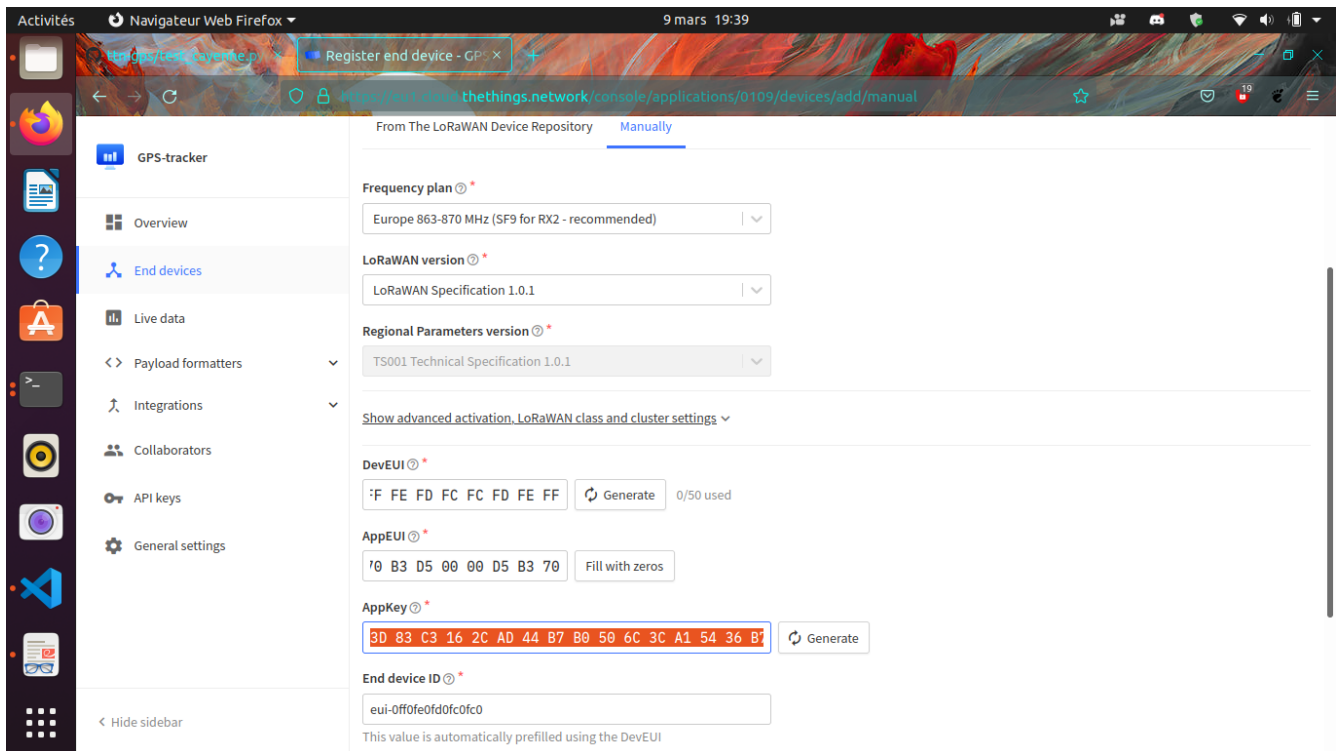 Activités
Navigateur Web Firefox
9 mars 19:39
Register end device - GPS
thethings.network/console/applications/0109/devices/add/manual
19
GPS-tracker
Overview
End devices
Live data
Payload formatters
Integrations
Collaborators
API keys
General settings
< Hide sidebar
From The LoRaWAN Device Repository
Manually
Frequency plan *
Europe 863-870 MHz (SF9 for RX2 - recommended)
LoRaWAN version *
LoRaWAN Specification 1.0.1
Regional Parameters version *
TS001 Technical Specification 1.0.1
Show advanced activation, LoRaWAN class and cluster settings
DevEUI *
FE FD FC FC FD FE FF
Generate
0/50 used
AppEUI *
70 B3 D5 00 00 D5 B3 70
Fill with zeros
AppKey *
3D 83 C3 16 2C AD 44 B7 B0 50 6C 3C A1 54 36 B7
Generate
End device ID *
eui-0ff0fe0fd0fc0fc0
This value is automatically prefilled using the DevEUI